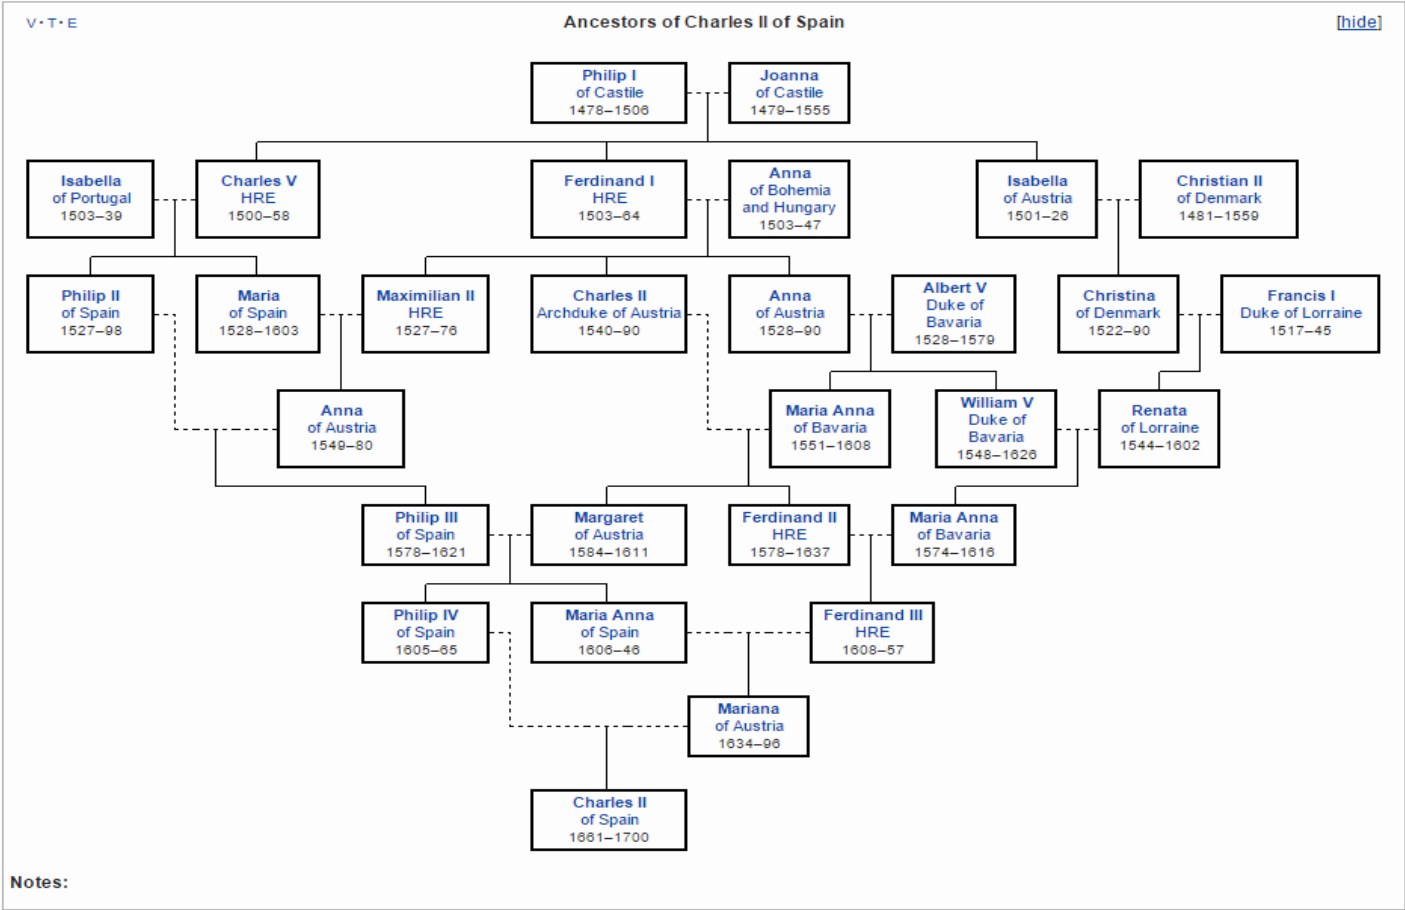 V · T · E
Ancestors of Charles II of Spain
[hide]
Philip I
of Castile
1478–1506
Joanna
of Castile
1479–1555
Isabella
of Portugal
1503–39
Charles V
HRE
1500–58
Ferdinand I
HRE
1503–64
Anna
of Bohemia
and Hungary
1503–47
Isabella
of Austria
1501–26
Christian II
of Denmark
1481–1559
Philip II
of Spain
1527–98
Maria
of Spain
1528–1603
Maximilian II
HRE
1527–76
Charles II
Archduke of Austria
1540–90
Anna
of Austria
1528–90
Albert V
Duke of
Bavaria
1528–1579
Christina
of Denmark
1522–90
Francis I
Duke of Lorraine
1517–45
Anna
of Austria
1549–80
Maria Anna
of Bavaria
1551–1608
William V
Duke of
Bavaria
1548–1626
Renata
of Lorraine
1544–1602
Philip III
of Spain
1578–1621
Margaret
of Austria
1584–1611
Ferdinand II
HRE
1578–1637
Maria Anna
of Bavaria
1574–1616
Philip IV
of Spain
1605–65
Maria Anna
of Spain
1606–46
Ferdinand III
HRE
1608–57
Mariana
of Austria
1634–96
Charles II
of Spain
1661–1700
Notes: